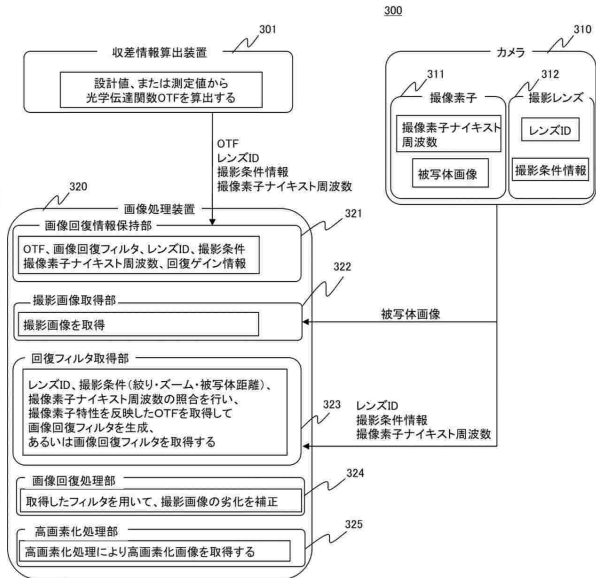 300
301
収差情報算出装置
設計値、または測定値から
光学伝達関数OTFを算出する
310
カメラ
311
撮像素子
撮像素子ナイキスト
周波数
被写体画像
312
撮影レンズ
レンズID
撮影条件情報
OTF
レンズID
撮影条件情報
撮像素子ナイキスト周波数
320
画像処理装置
321
画像回復情報保持部
OTF、画像回復フィルタ、レンズID、撮影条件
撮像素子ナイキスト周波数、回復ゲイン情報
322
撮影画像取得部
撮影画像を取得
被写体画像
回復フィルタ取得部
レンズID、撮影条件(絞り・ズーム・被写体距離)、
撮像素子ナイキスト周波数の照合を行い、
撮像素子特性を反映したOTFを取得して
画像回復フィルタを生成、
あるいは画像回復フィルタを取得する
323
レンズID
撮影条件情報
撮像素子ナイキスト周波数
画像回復処理部
324
取得したフィルタを用いて、撮影画像の劣化を補正
高画素化処理部
325
高画素化処理により高画素化画像を取得する